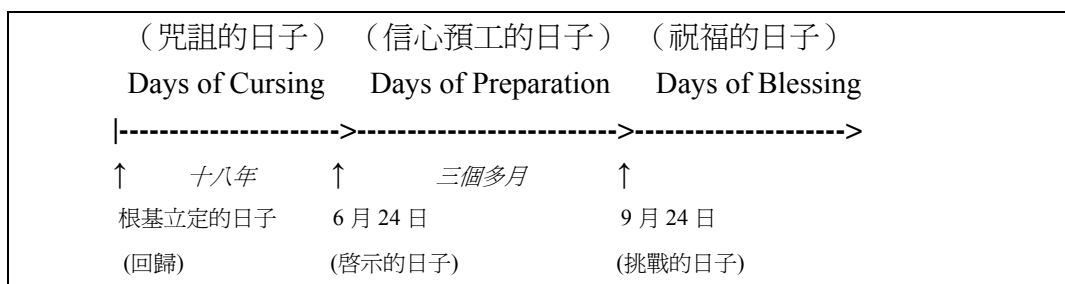 （咒詛的日子）（信心預工的日子）（祝福的日子）
Days of Cursing Days of Preparation Days of Blessing
|---------------------->-------------------------->--------------------->
↑ 十八年 ↑ 三個多月 ↑
根基立定的日子 6 月 24 日 9 月 24 日
(回歸) (啓示的日子) (挑戰的日子)